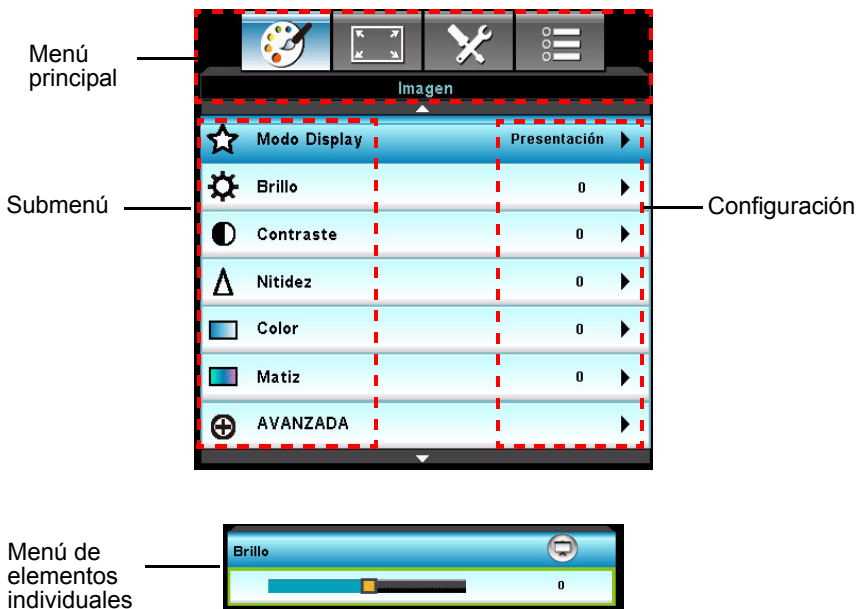 Menú
principal
Imagen
Submenú
Configuración
Modo Display Presentación
Brillo 0
Contraste 0
Nitidez 0
Color 0
Matiz 0
AVANZADA
Menú de
elementos
individuales
Brillo
0